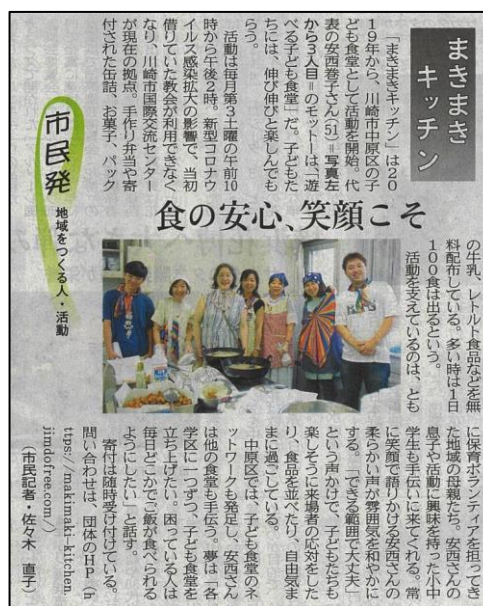 まきまき
キッチン
「まきまきキッチン」は20
19年から、川崎市中原区の子
ども食堂として活動を開始。代
表の安西巻子さん(51)＝写真左
から3人目＝のモットーは、「遊
べる子ども食堂」だ。子どもた
ちには、伸び伸びと楽しんでも
らう。
　活動は毎月第3土曜の午前10
時から午後2時。新型コロナウ
イルス感染拡大の影響で、当初
借りていた教会が利用できなく
なり、川崎市国際交流センター
が現在の拠点。手作り弁当や寄
付された缶詰、お菓子、パック
市民発
地域をつくる人・活動
食の安心、笑顔こそ
の牛乳、レトルト食品などを無
料配布している。多い時は1日
100食は出るという。
　活動を支えているのは、とも
に保育ボランティアを担ってき
た地域の母親たち。安西さんの
息子や活動に興味を持った小中
学生も手伝いに来てくれる。常
に笑顔で語りかける安西さんの
柔らかい声が雰囲気を和やかに
する。「できる範囲で大丈夫」
という声かけで、子どもたちも
楽しそうに来場者の応対をした
り、食品を並べたり、自由気ま
まに過ごしている。
　中原区では、子ども食堂のネ
ットワークも発足し、安西さん
は他の食堂も手伝う。夢は「各
学区に一つずつ、子ども食堂を
立ち上げたい。困っている人は
毎日どこかでご飯が食べられる
ようにしたい」と話す。
　寄付は随時受け付けている。
問い合わせは、団体のHP（h
ttps://makimaki-kitchen.
jimdofree.com/）
（市民記者・佐々木　直子）